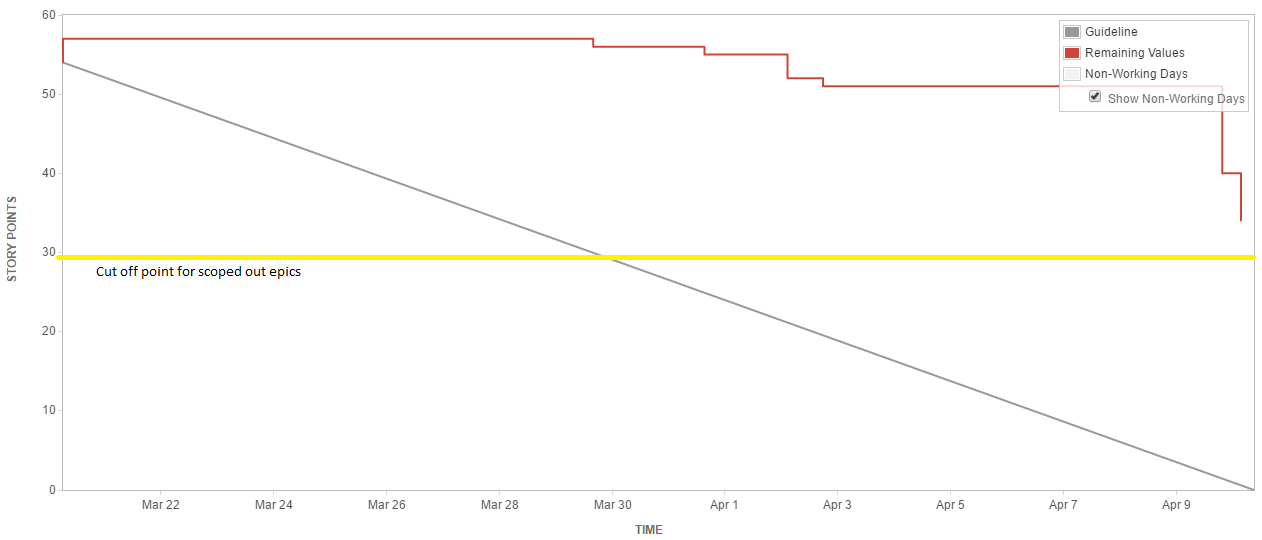 60
50
40
30
20
10
0
STORY POINTS
Guideline
Remaining Values
Non-Working Days
Show Non-Working Days
Cut off point for scoped out epics
Mar 22 Mar 24 Mar 26 Mar 28 Mar 30 Apr 1 Apr 3 Apr 5 Apr 7 Apr 9
TIME